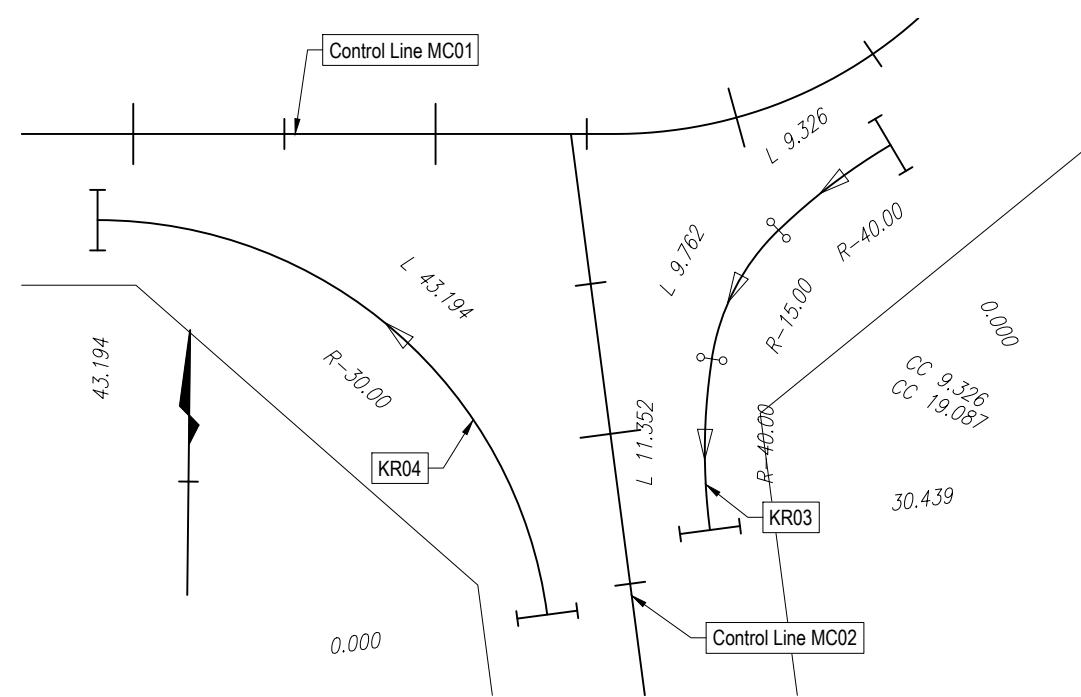 Control Line MC01
L 9.326
R-40.00
L 9.762
R-15.00
L 43.194
R-30.00
43.194
0.000
CC 9.326
CC 19.087
L 11.352
R-40.00
KR04
30.439
KR03
Control Line MC02
0.000